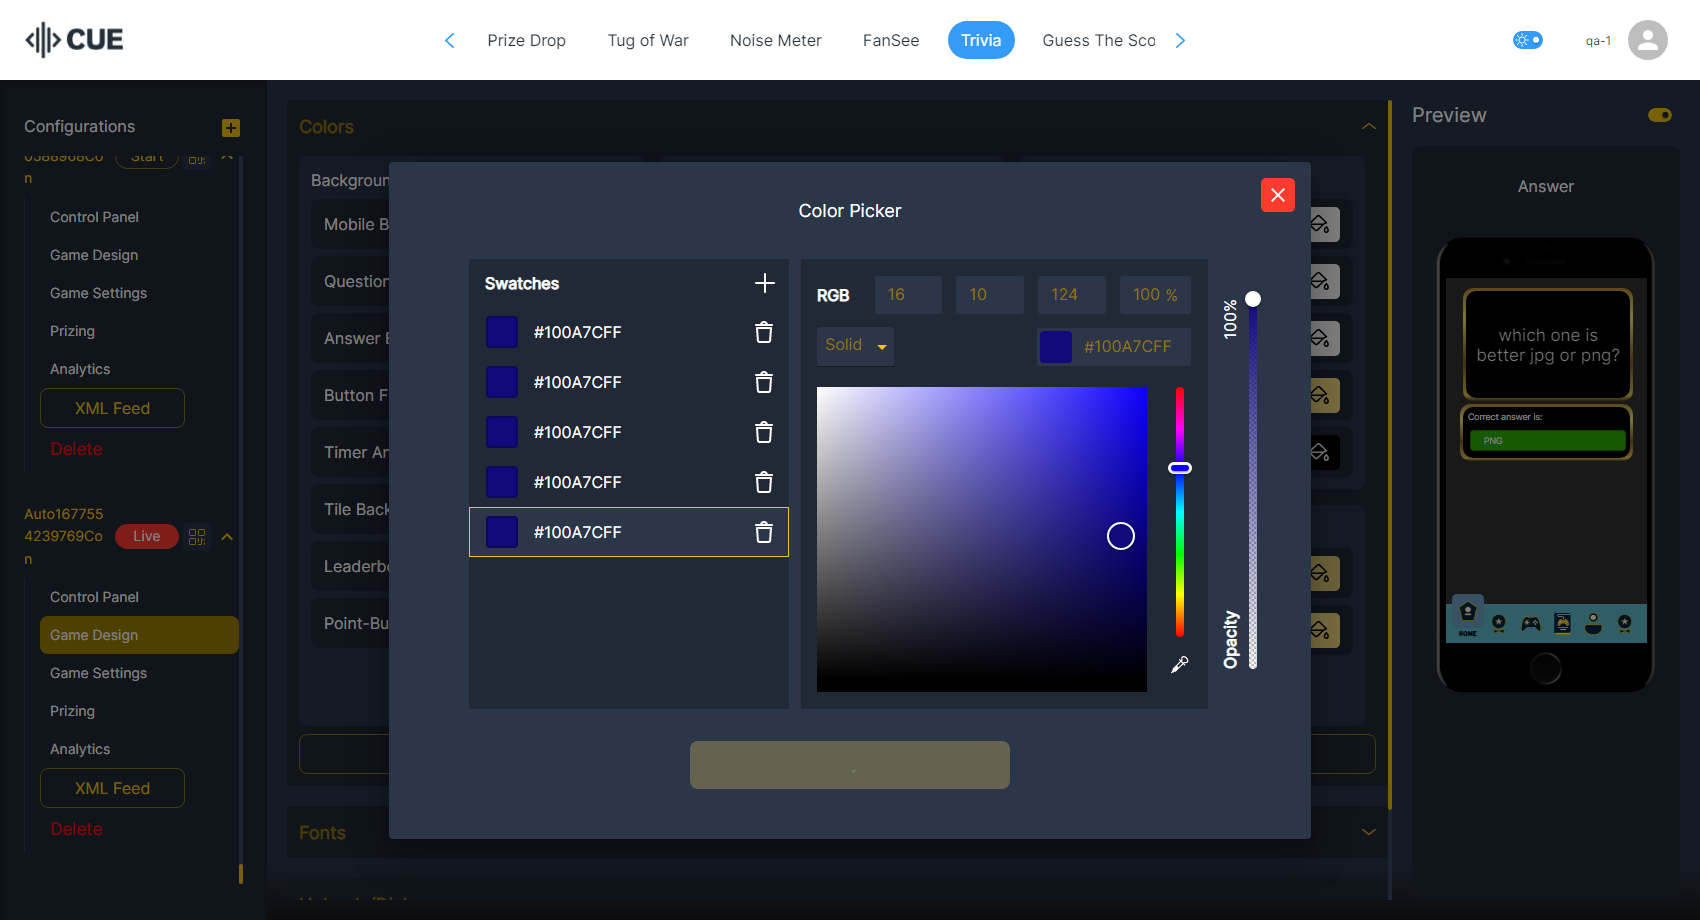 CUE
Prize Drop
Tug of War
Noise Meter
FanSee
Trivia
Guess The Sco
qa-1
Configurations
0588968Co
n
Start
Control Panel
Game Design
Game Settings
Prizing
Analytics
XML Feed
Delete
Auto167755
4239769Co
n
Live
Control Panel
Game Design
Game Settings
Prizing
Analytics
XML Feed
Delete
Colors
Backgroun
Mobile B
Question
Answer B
Button F
Timer An
Tile Back
Leaderbo
Point-Bu
Fonts
Color Picker
Swatches
#100A7CFF
#100A7CFF
#100A7CFF
#100A7CFF
#100A7CFF
RGB
16
10
124
100 %
Solid
#100A7CFF
100%
Opacity
Preview
Answer
which one is
better jpg or png?
Correct answer is:
PNG
HOME